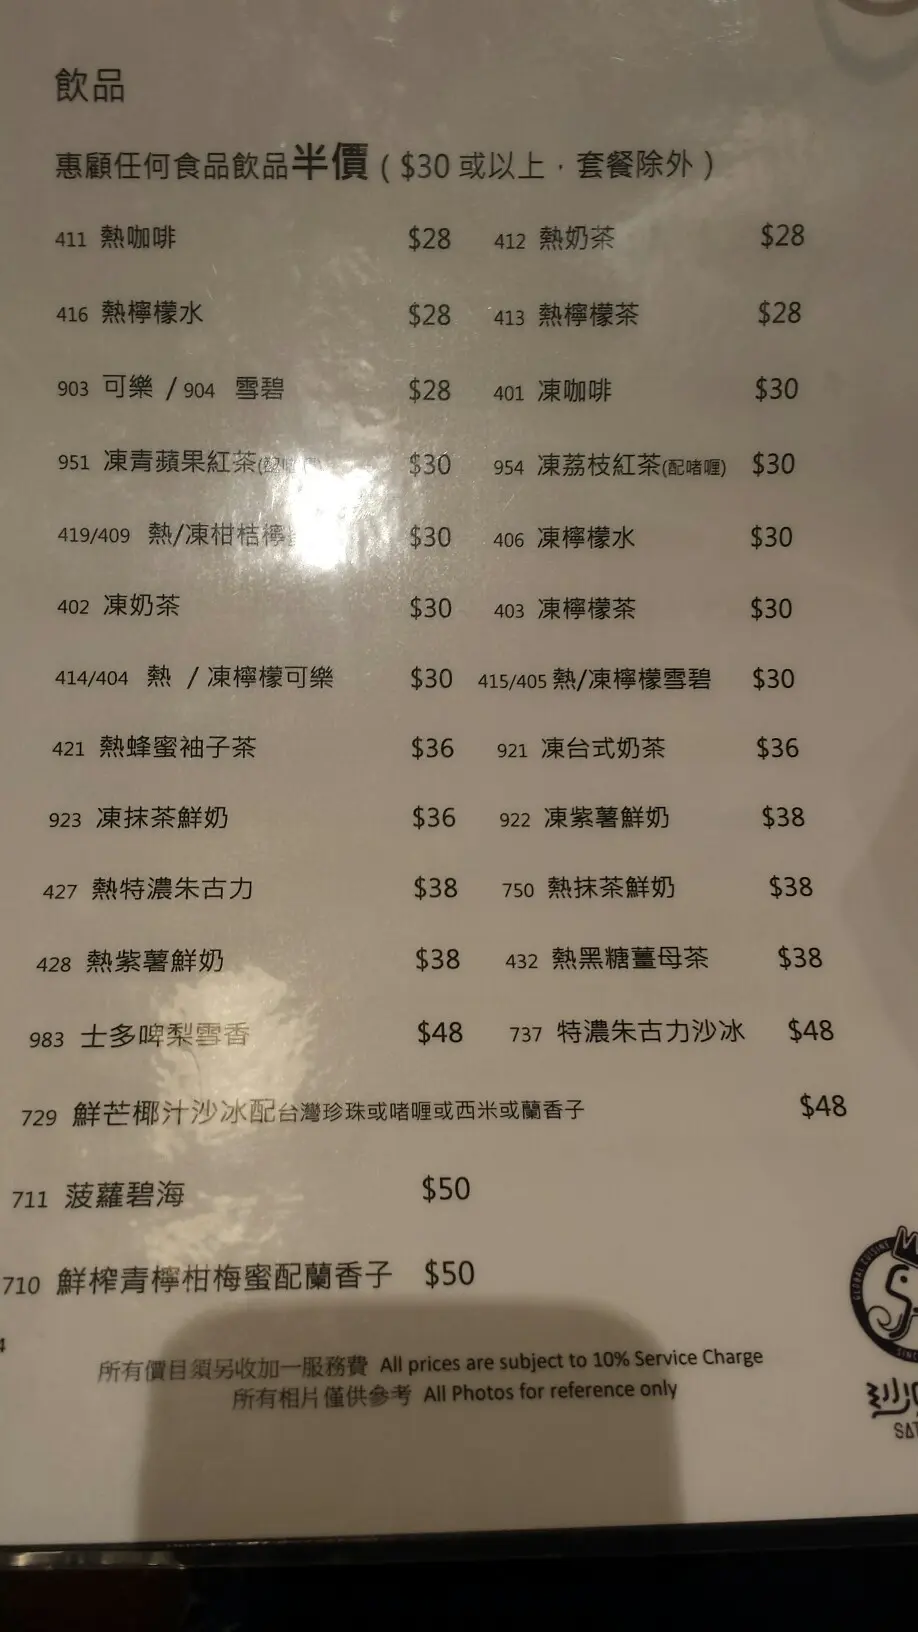 飲品
惠顧任何食品飲品半價 ( $30 或以上，套餐除外 )
411 熱咖啡 $28 412 熱奶茶 $28
416 熱檸檬水 $28 413 熱檸檬茶 $28
903 可樂 / 904 雪碧 $28 401 凍咖啡 $30
951 凍青蘋果紅茶 $30 954 凍荔枝紅茶(配啫喱) $30
419/409 熱/凍柑桔檸 $30 406 凍檸檬水 $30
402 凍奶茶 $30 403 凍檸檬茶 $30
414/404 熱 / 凍檸檬可樂 $30 415/405 熱/凍檸檬雪碧 $30
421 熱蜂蜜袖子茶 $36 921 凍台式奶茶 $36
923 凍抹茶鮮奶 $36 922 凍紫薯鮮奶 $38
427 熱特濃朱古力 $38 750 熱抹茶鮮奶 $38
428 熱紫薯鮮奶 $38 432 熱黑糖薑母茶 $38
983 士多啤梨雪香 $48 737 特濃朱古力沙冰 $48
729 鮮芒椰汁沙冰配台灣珍珠或啫喱或西米或蘭香子 $48
711 菠蘿碧海 $50
710 鮮榨青檸柑梅蜜配蘭香子 $50
4
所有價目須另收加一服務費 All prices are subject to 10% Service Charge
所有相片僅供參考 All Photos for reference only
GLOBAL CUISINE